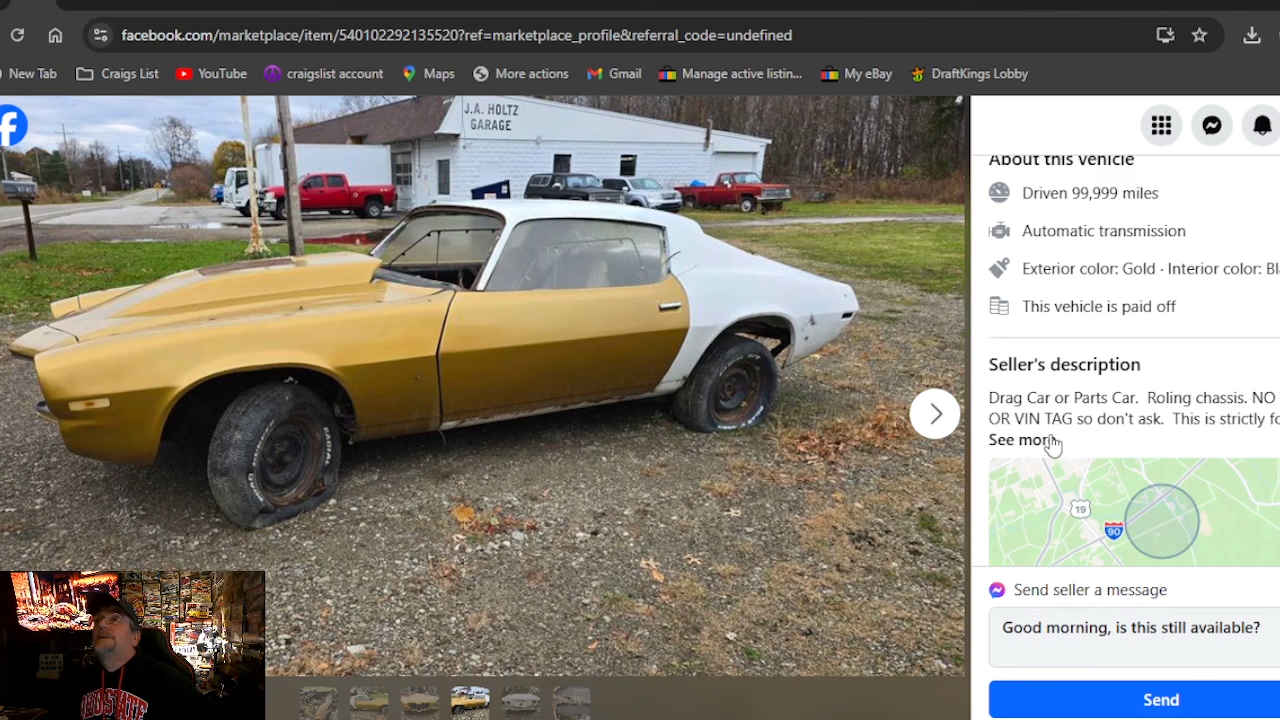 facebook.com/marketplace/item/540102292135520?ref=marketplace_profile&referral_code=undefined
New Tab
Craigs List
YouTube
craigslist account
Maps
More actions
Gmail
Manage active listin...
My eBay
DraftKings Lobby
J.A. HOLTZ
GARAGE
About this vehicle
Driven 99,999 miles
Automatic transmission
Exterior color: Gold · Interior color: Bl
This vehicle is paid off
Seller's description
Drag Car or Parts Car. Roling chassis. NO
OR VIN TAG so don't ask. This is strictly fo
See more
19
90
Send seller a message
Good morning, is this still available?
Send